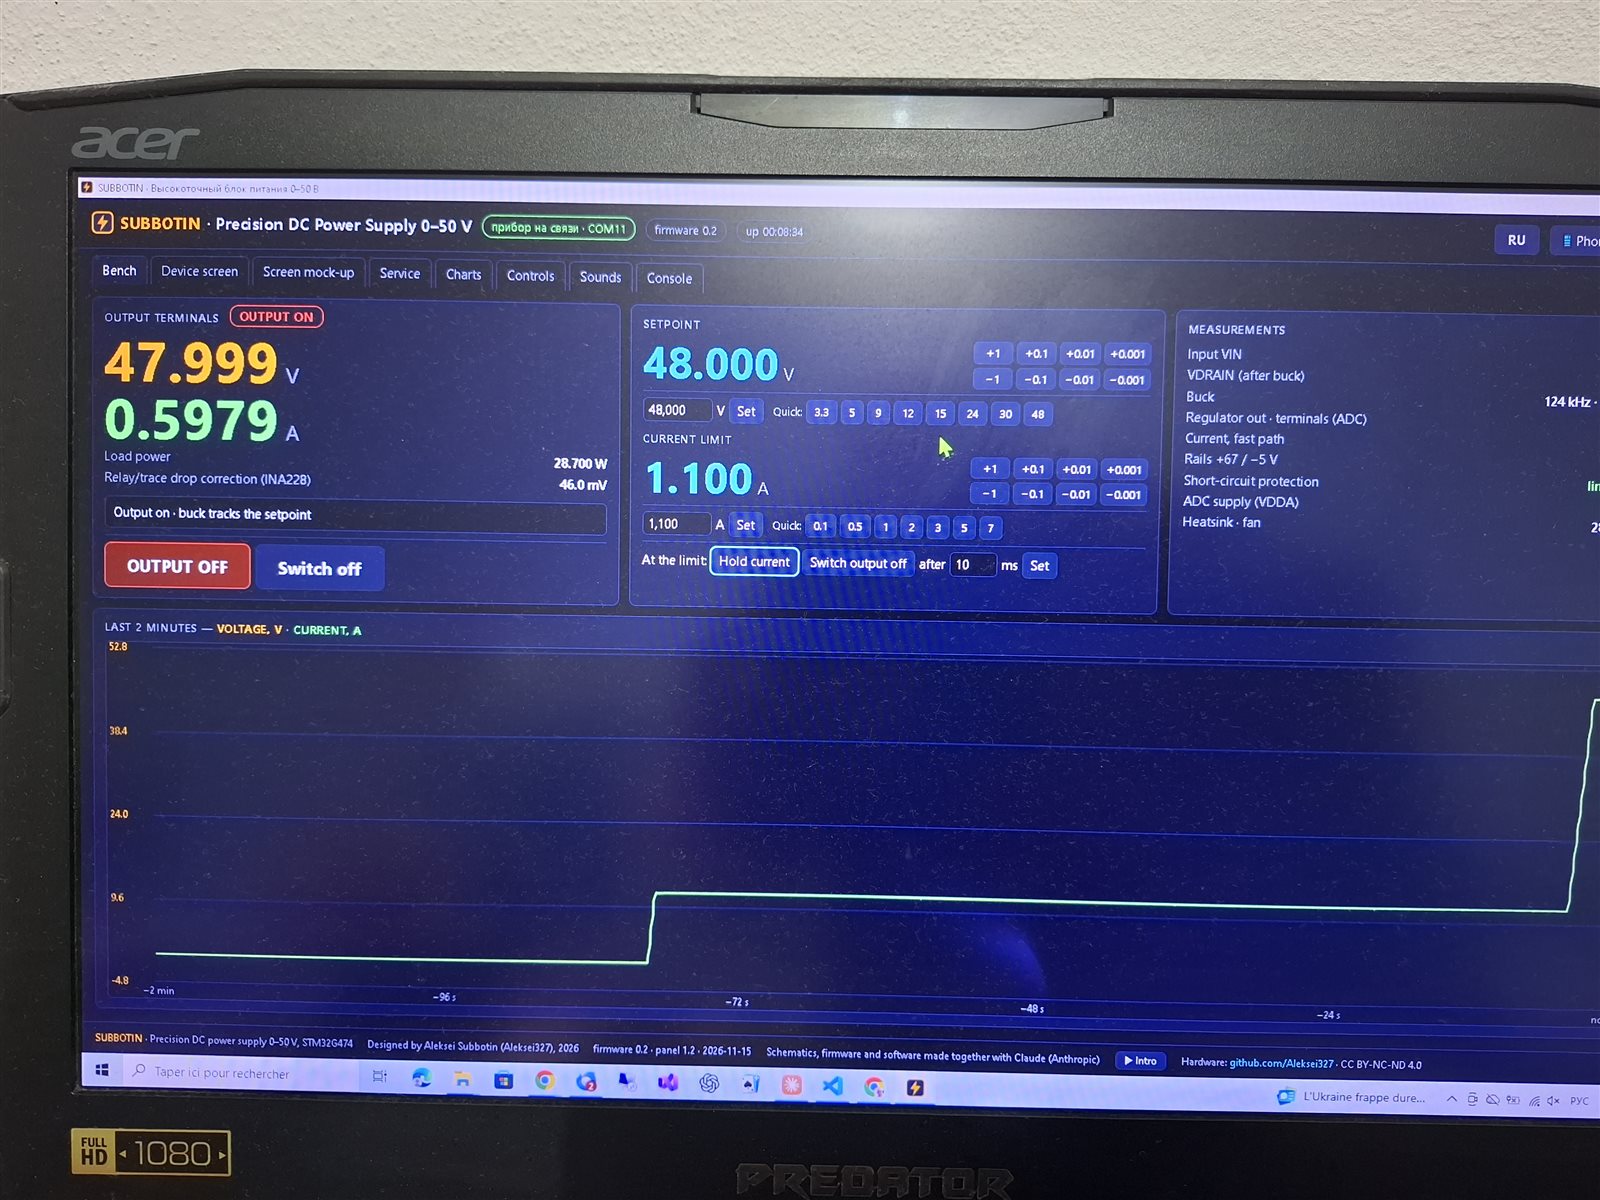 acer
SUBBOTIN · Высокоточный блок питания 0–50 В
SUBBOTIN · Precision DC Power Supply 0–50 V
прибор на связи · COM11
firmware 0.2
up 00:08:34
RU
Phon
Bench
Device screen
Screen mock-up
Service
Charts
Controls
Sounds
Console
OUTPUT TERMINALS
OUTPUT ON
47.999 V
0.5979 A
Load power
28.700 W
Relay/trace drop correction (INA228)
46.0 mV
Output on · buck tracks the setpoint
OUTPUT OFF
Switch off
SETPOINT
48.000 V
+1 +0.1 +0.01 +0.001
−1 −0.1 −0.01 −0.001
48,000 V Set Quick: 3.3 5 9 12 15 24 30 48
CURRENT LIMIT
1.100 A
+1 +0.1 +0.01 +0.001
−1 −0.1 −0.01 −0.001
1,100 A Set Quick: 0.1 0.5 1 2 3 5 7
At the limit: Hold current Switch output off after 10 ms Set
MEASUREMENTS
Input VIN
VDRAIN (after buck)
Buck
124 kHz ·
Regulator out · terminals (ADC)
Current, fast path
Rails +67 / −5 V
Short-circuit protection
ADC supply (VDDA)
Heatsink · fan
LAST 2 MINUTES — VOLTAGE, V · CURRENT, A
52.8
38.4
24.0
9.6
-4.8
−2 min
−96 s
−72 s
−48 s
−24 s
SUBBOTIN · Precision DC power supply 0–50 V, STM32G474
Designed by Aleksei Subbotin (Aleksei327), 2026
firmware 0.2 · panel 1.2 · 2026-11-15
Schematics, firmware and software made together with Claude (Anthropic)
Intro
Hardware: github.com/Aleksei327 · CC BY-NC-ND 4.0
Taper ici pour rechercher
L'Ukraine frappe dure...
РУС
FULL HD 1080
PREDATOR